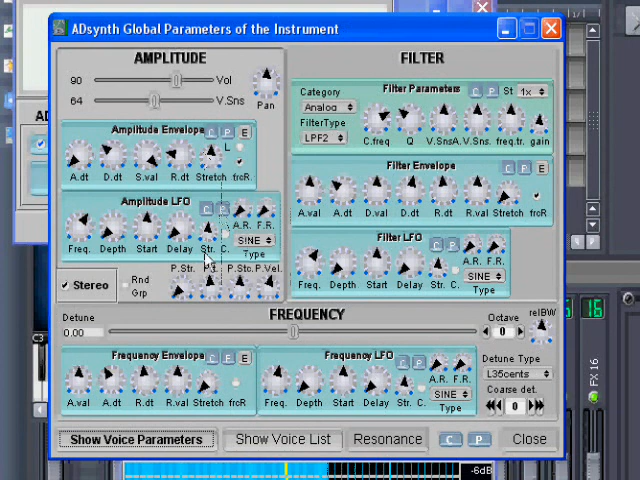 ADsynth Global Parameters of the Instrument
AMPLITUDE
90 Vol
64 V.Sns
Pan
Amplitude Envelope C P E
L
A.dt D.dt S.val R.dt Stretch frcR
Amplitude LFO C P
A.R. F.R.
Freq. Depth Start Delay Str. C.
SINE
Type
Stereo
Rnd
Grp
P.Str. P.t. P.Stc. P.Vel.
FILTER
Category
Analog
FilterType
LPF2
Filter Parameters C P St 1x
C.freq Q V.SnsA. V.Sns. freq.tr. gain
Filter Envelope C P E
A.val A.dt D.val D.dt R.dt R.val Stretch frcR
Filter LFO C P
A.R. F.R.
Freq. Depth Start Delay Str. C.
SINE
Type
FREQUENCY
Detune
0.00
Octave
0
relBW
Frequency Envelope C P E
A.val A.dt R.dt R.val Stretch frcR
Frequency LFO C P
A.R. F.R.
Freq. Depth Start Delay Str. C.
SINE
Type
Detune Type
L35cents
Coarse det.
0
Show Voice Parameters
Show Voice List
Resonance
C P
Close
AD
C3
16
FX 16
-6dB